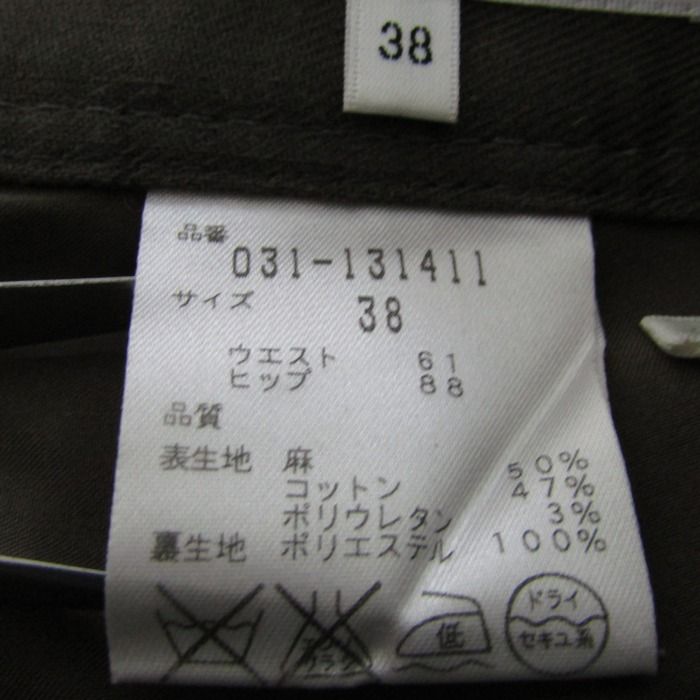 38
品番
031-131411
サイズ 38
ウエスト 61
ヒップ 88
品質
表生地 麻 50%
コットン 47%
ポリウレタン 3%
裏生地 ポリエステル 100%
低
ドライ
セキユ系